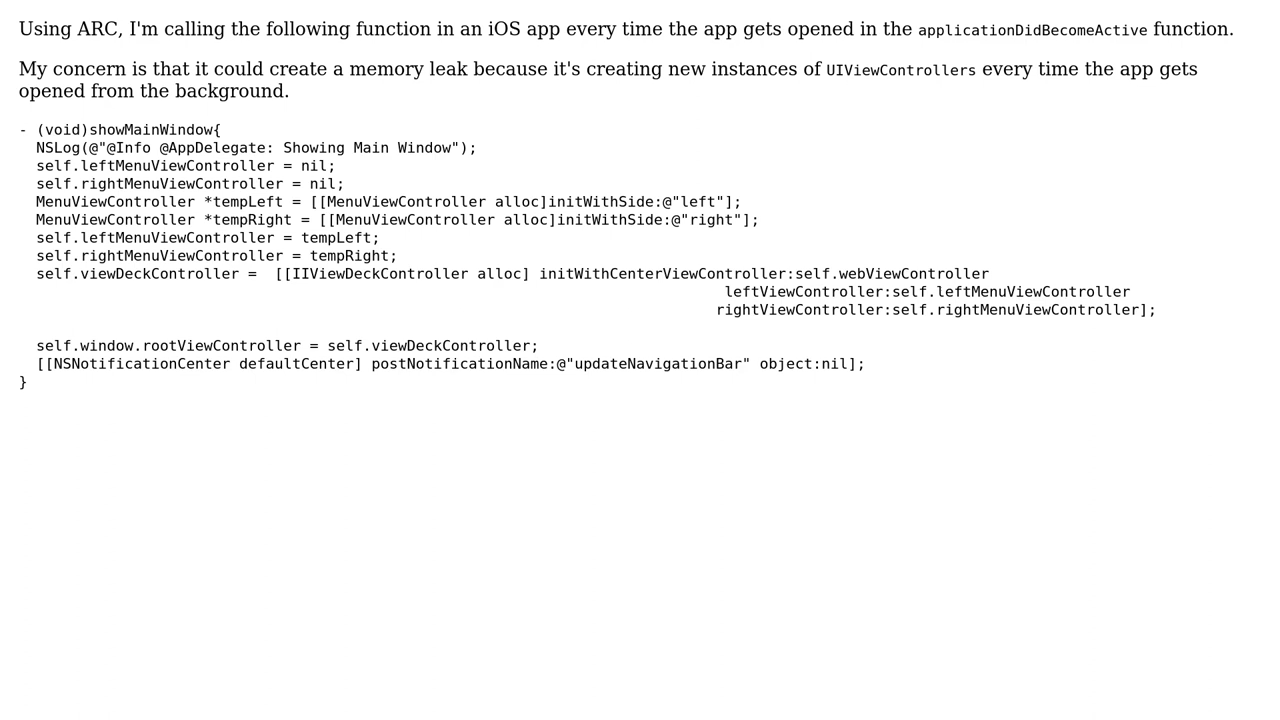 Using ARC, I'm calling the following function in an iOS app every time the app gets opened in the applicationDidBecomeActive function.
My concern is that it could create a memory leak because it's creating new instances of UIViewControllers every time the app gets
opened from the background.
- (void)showMainWindow{
  NSLog(@"@Info @AppDelegate: Showing Main Window");
  self.leftMenuViewController = nil;
  self.rightMenuViewController = nil;
  MenuViewController *tempLeft = [[MenuViewController alloc]initWithSide:@"left"];
  MenuViewController *tempRight = [[MenuViewController alloc]initWithSide:@"right"];
  self.leftMenuViewController = tempLeft;
  self.rightMenuViewController = tempRight;
  self.viewDeckController =  [[IIViewDeckController alloc] initWithCenterViewController:self.webViewController
                                                                                leftViewController:self.leftMenuViewController
                                                                               rightViewController:self.rightMenuViewController];
  self.window.rootViewController = self.viewDeckController;
  [[NSNotificationCenter defaultCenter] postNotificationName:@"updateNavigationBar" object:nil];
}